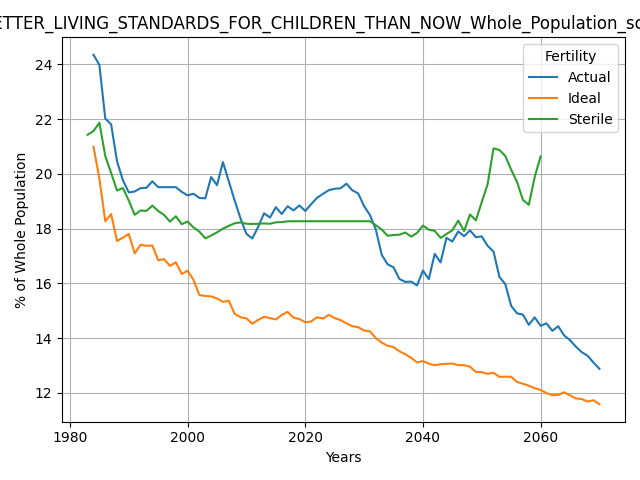 ETTER_LIVING_STANDARDS_FOR_CHILDREN_THAN_NOW_Whole_Population_sc
Fertility
Actual
Ideal
Sterile
% of Whole Population
24
22
20
18
16
14
12
1980
2000
2020
2040
2060
Years